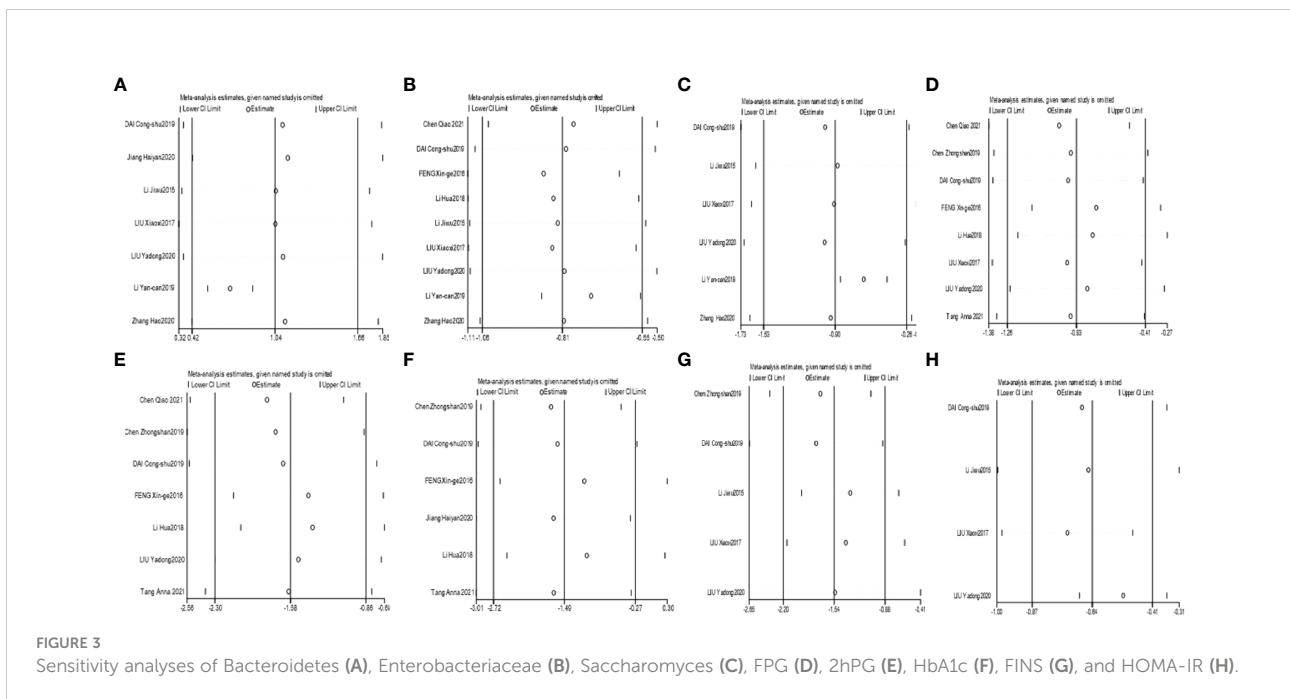 A
Meta-analysis estimates, given named study is omitted
Lower CI Limit Estimate Upper CI Limit
DAI Cong-shu2019
Jiang Haiyan2020
Li Jiwu2015
LIU Xiaoxi2017
LIU Yadong2020
Li Yan-can2019
Zhang Hao2020
0.32 0.42 1.04 1.66 1.85
B
Meta-analysis estimates, given named study is omitted
Lower CI Limit Estimate Upper CI Limit
Chen Qiao 2021
DAI Cong-shu2019
FENG Xin-ge2016
Li Hua2018
Li Jiwu2015
LIU Xiaoxi2017
LIU Yadong2020
Li Yan-can2019
Zhang Hao2020
-1.11 -1.06 -0.81 -0.55 -0.50
C
Meta-analysis estimates, given named study is omitted
Lower CI Limit Estimate Upper CI Limit
DAI Cong-shu2019
Li Jiwu2015
LIU Xiaoxi2017
LIU Yadong2020
Li Yan-can2019
Zhang Hao2020
-1.73 -1.53 -0.90
D
Meta-analysis estimates, given named study is omitted
Lower CI Limit Estimate Upper CI Limit
Chen Qiao 2021
Chen Zhongshan2019
DAI Cong-shu2019
FENG Xin-ge2016
Li Hua2018
LIU Xiaoxi2017
LIU Yadong2020
Tang Anna 2021
-1.38 -1.25 -0.83 -0.41 -0.27
E
Meta-analysis estimates, given named study is omitted
Lower CI Limit Estimate Upper CI Limit
Chen Qiao 2021
Chen Zhongshan2019
DAI Cong-shu2019
FENG Xin-ge2016
Li Hua2018
LIU Yadong2020
Tang Anna 2021
-2.56 -2.30 -1.58 -0.86
F
Meta-analysis estimates, given named study is omitted
Lower CI Limit Estimate Upper CI Limit
Chen Zhongshan2019
DAI Cong-shu2019
FENG Xin-ge2016
Jiang Haiyan2020
Li Hua2018
Tang Anna 2021
-3.01 -2.72 -1.49 -0.27 0.30
G
Meta-analysis estimates, given named study is omitted
Lower CI Limit Estimate Upper CI Limit
Chen Zhongshan2019
DAI Cong-shu2019
Li Jiwu2015
LIU Xiaoxi2017
LIU Yadong2020
-2.20 -1.54 -0.88 -0.41
H
Meta-analysis estimates, given named study is omitted
Lower CI Limit Estimate Upper CI Limit
DAI Cong-shu2019
Li Jiwu2015
LIU Xiaoxi2017
LIU Yadong 2020
-1.00 -0.87 -0.64 -0.41 -0.31
FIGURE 3
Sensitivity analyses of Bacteroidetes (A), Enterobacteriaceae (B), Saccharomyces (C), FPG (D), 2hPG (E), HbA1c (F), FINS (G), and HOMA-IR (H).